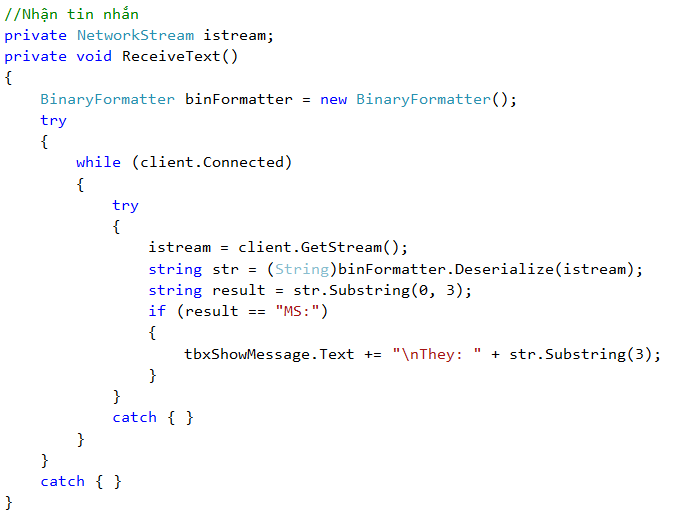 //Nhận tin nhắn
private NetworkStream istream;
private void ReceiveText()
{
    BinaryFormatter binFormatter = new BinaryFormatter();
    try
    {
        while (client.Connected)
        {
            try
            {
                istream = client.GetStream();
                string str = (String)binFormatter.Deserialize(istream);
                string result = str.Substring(0, 3);
                if (result == "MS:")
                {
                    tbxShowMessage.Text += "\nThey: " + str.Substring(3);
                }
            }
            catch { }
        }
    }
    catch { }
}